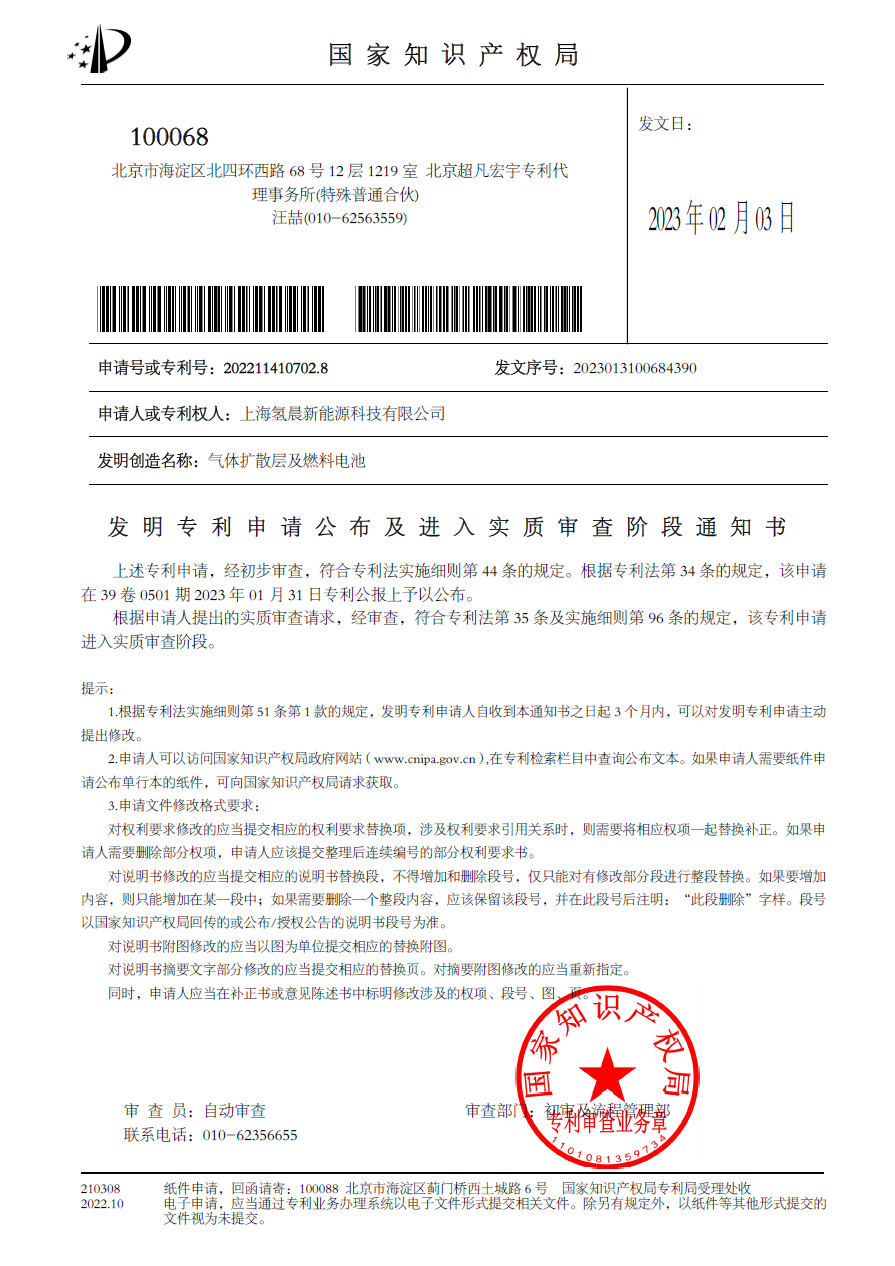 国家知识产权局
100068
北京市海淀区北四环西路 68 号 12 层 1219 室 北京超凡宏宇专利代
理事务所(特殊普通合伙)
汪喆(010-62563559)
发文日：
2023 年 02 月 03 日
申请号或专利号：202211410702.8
发文序号：2023013100684390
申请人或专利权人：上海氢晨新能源科技有限公司
发明创造名称：气体扩散层及燃料电池
发明专利申请公布及进入实质审查阶段通知书
上述专利申请，经初步审查，符合专利法实施细则第 44 条的规定。根据专利法第 34 条的规定，该申请
在 39 卷 0501 期 2023 年 01 月 31 日专利公报上予以公布。
根据申请人提出的实质审查请求，经审查，符合专利法第 35 条及实施细则第 96 条的规定，该专利申请
进入实质审查阶段。
提示：
1.根据专利法实施细则第 51 条第 1 款的规定，发明专利申请人自收到本通知书之日起 3 个月内，可以对发明专利申请主动
提出修改。
2.申请人可以访问国家知识产权局政府网站（www.cnipa.gov.cn）,在专利检索栏目中查询公布文本。如果申请人需要纸件申
请公布单行本的纸件，可向国家知识产权局请求获取。
3.申请文件修改格式要求：
对权利要求修改的应当提交相应的权利要求替换项，涉及权利要求引用关系时，则需要将相应权项一起替换补正。如果申
请人需要删除部分权项，申请人应该提交整理后连续编号的部分权利要求书。
对说明书修改的应当提交相应的说明书替换段，不得增加和删除段号，仅只能对有修改部分段进行整段替换。如果要增加
内容，则只能增加在某一段中；如果需要删除一个整段内容，应该保留该段号，并在此段号后注明：“此段删除”字样。段号
以国家知识产权局回传的或公布/授权公告的说明书段号为准。
对说明书附图修改的应当以图为单位提交相应的替换附图。
对说明书摘要文字部分修改的应当提交相应的替换页。对摘要附图修改的应当重新指定。
同时，申请人应当在补正书或意见陈述书中标明修改涉及的权项、段号、图、页。
国家知识产权局
专利审查业务章
1101081359734
审 查 员：自动审查
审查部门：初审及流程管理部
联系电话：010-62356655
210308
2022.10
纸件申请，回函请寄：100088 北京市海淀区蓟门桥西土城路 6 号 国家知识产权局专利局受理处收
电子申请，应当通过专利业务办理系统以电子文件形式提交相关文件。除另有规定外，以纸件等其他形式提交的
文件视为未提交。